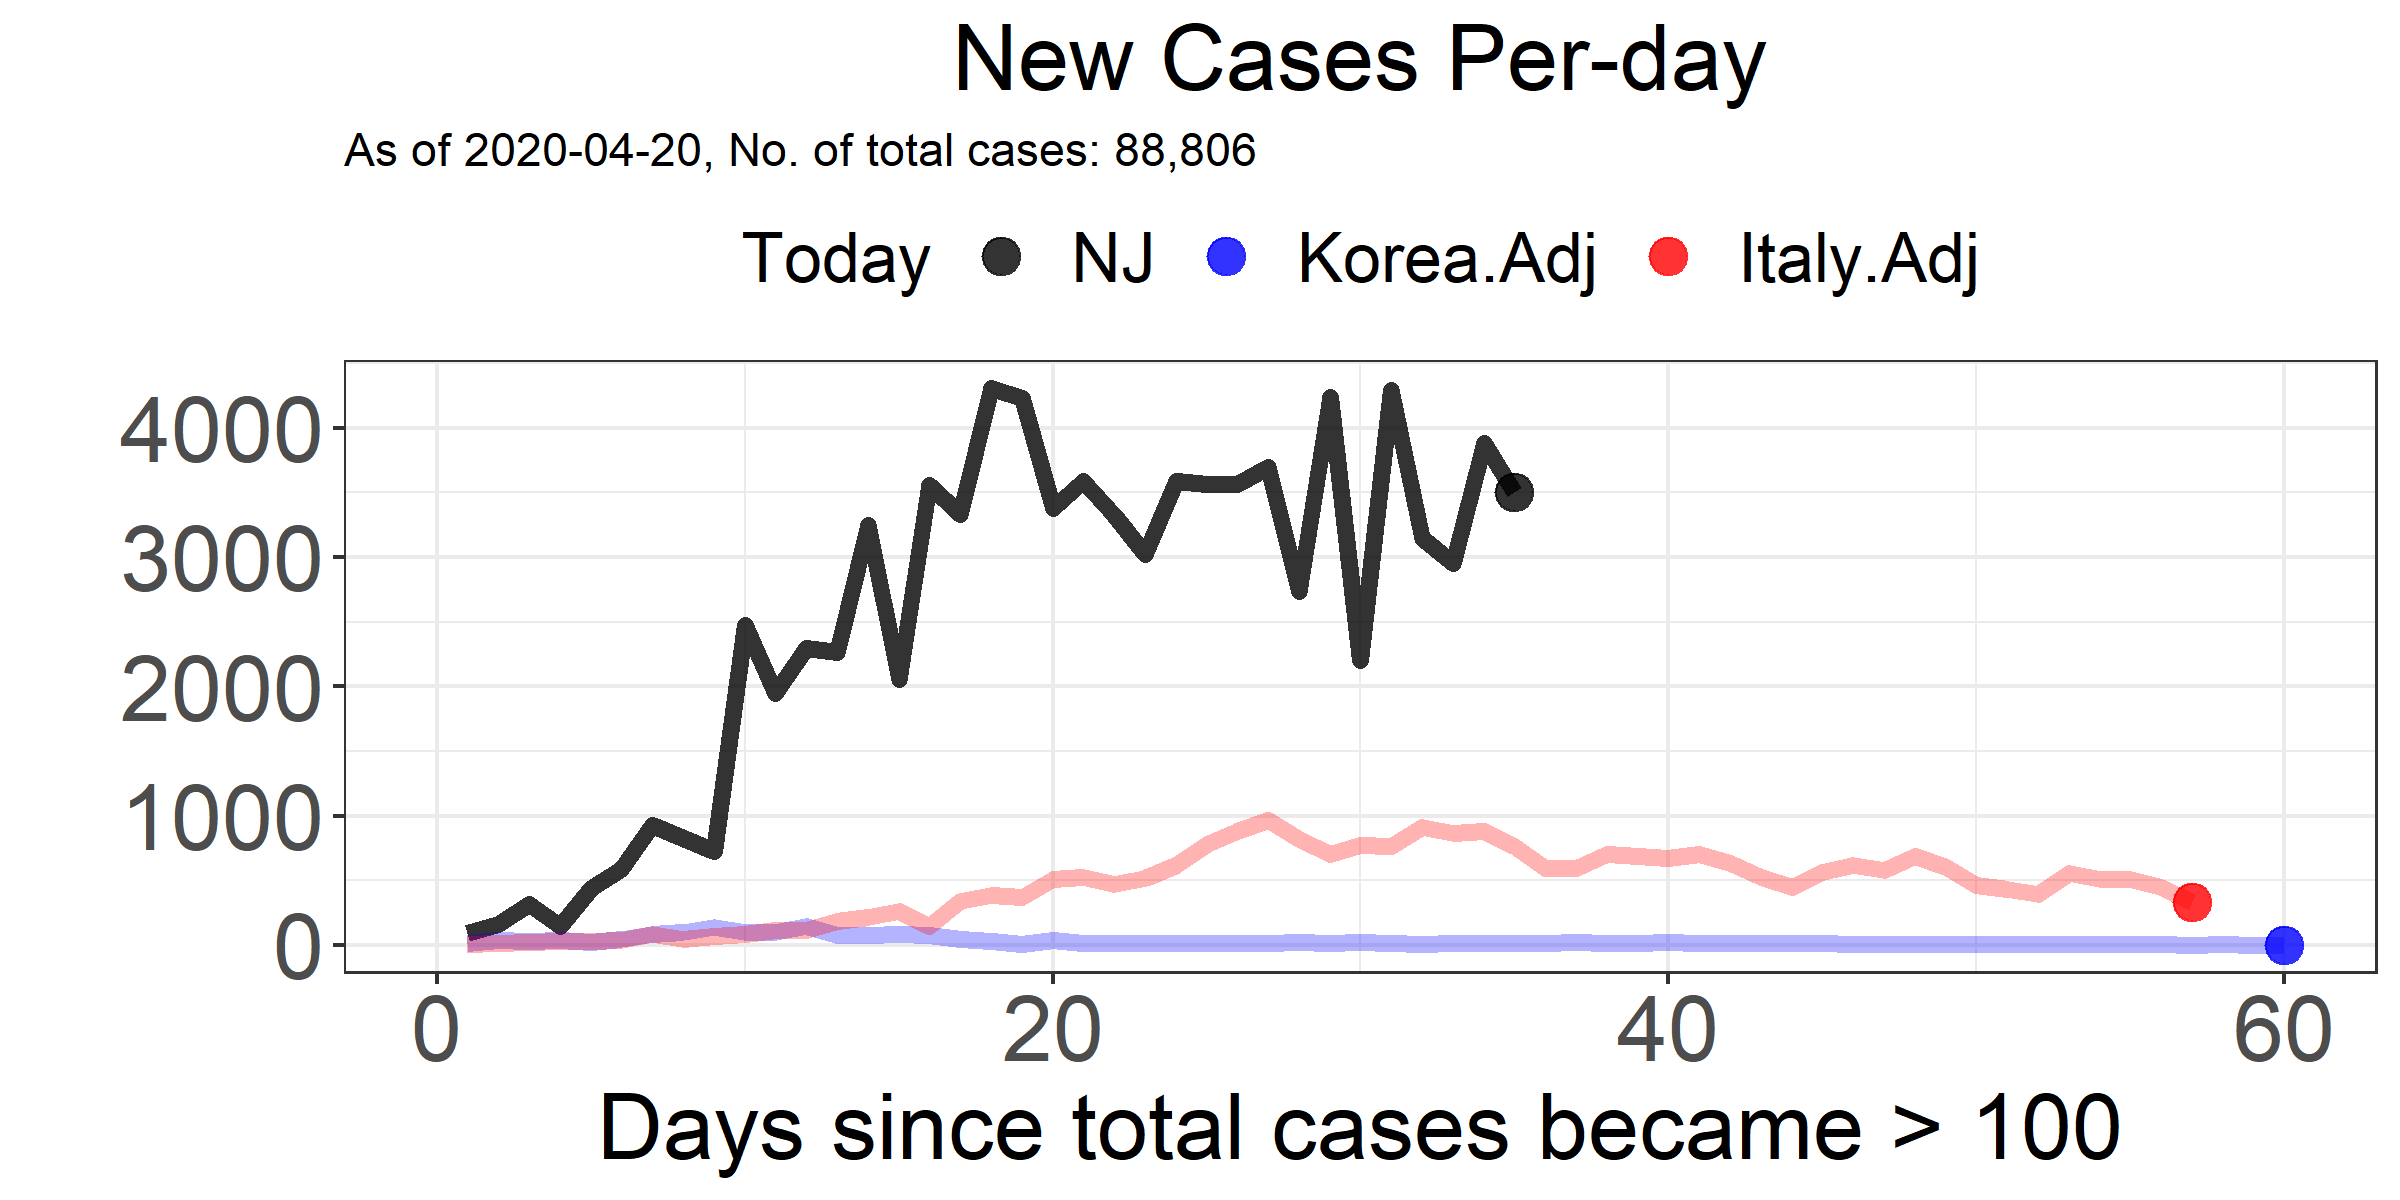 New Cases Per-day
As of 2020-04-20, No. of total cases: 88,806
Today NJ Korea.Adj Italy.Adj
4000
3000
2000
1000
0
0 20 40 60
Days since total cases became > 100